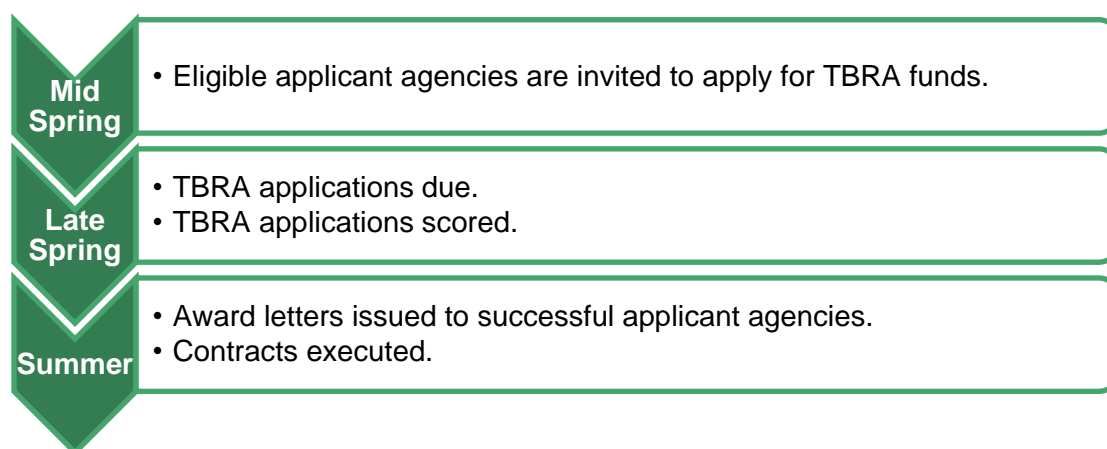 Mid
Spring
• Eligible applicant agencies are invited to apply for TBRA funds.
Late
Spring
• TBRA applications due.
• TBRA applications scored.
Summer
• Award letters issued to successful applicant agencies.
• Contracts executed.